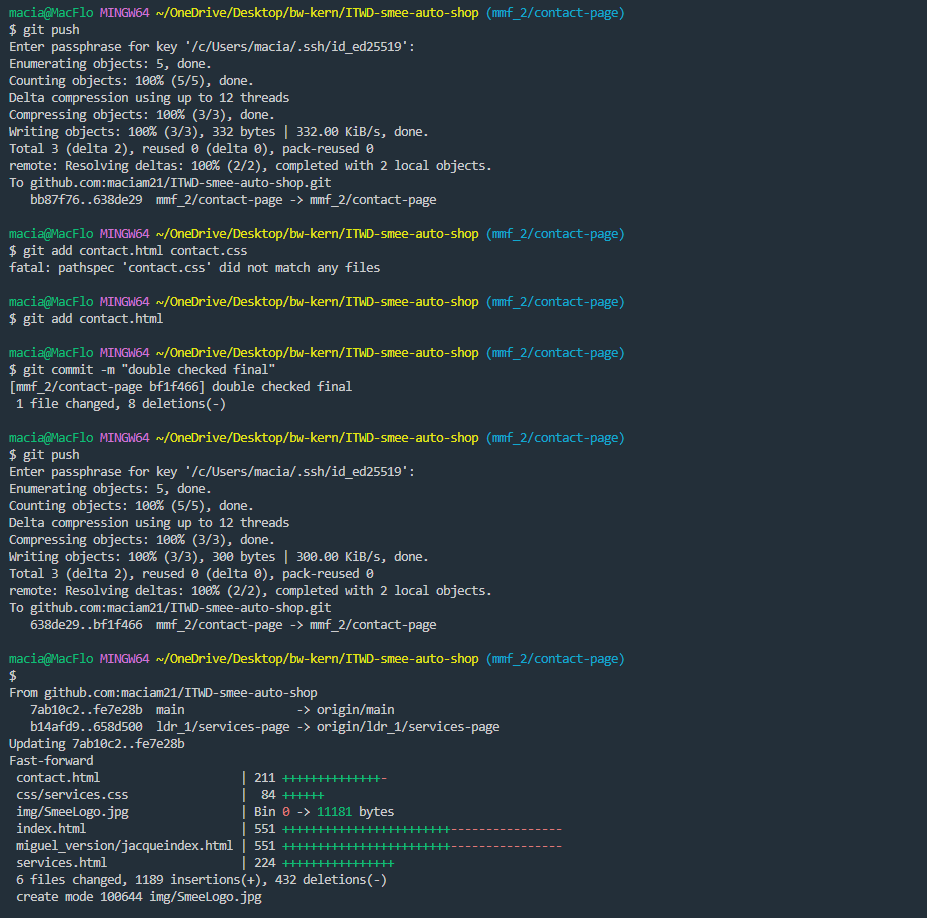 macia@MacFlo MINGW64 ~/OneDrive/Desktop/bw-kern/ITWD-smee-auto-shop (mmf_2/contact-page)
$ git push
Enter passphrase for key '/c/Users/macia/.ssh/id_ed25519':
Enumerating objects: 5, done.
Counting objects: 100% (5/5), done.
Delta compression using up to 12 threads
Compressing objects: 100% (3/3), done.
Writing objects: 100% (3/3), 332 bytes | 332.00 KiB/s, done.
Total 3 (delta 2), reused 0 (delta 0), pack-reused 0
remote: Resolving deltas: 100% (2/2), completed with 2 local objects.
To github.com:maciam21/ITWD-smee-auto-shop.git
   bb87f76..638de29  mmf_2/contact-page -> mmf_2/contact-page
macia@MacFlo MINGW64 ~/OneDrive/Desktop/bw-kern/ITWD-smee-auto-shop (mmf_2/contact-page)
$ git add contact.html contact.css
fatal: pathspec 'contact.css' did not match any files
macia@MacFlo MINGW64 ~/OneDrive/Desktop/bw-kern/ITWD-smee-auto-shop (mmf_2/contact-page)
$ git add contact.html
macia@MacFlo MINGW64 ~/OneDrive/Desktop/bw-kern/ITWD-smee-auto-shop (mmf_2/contact-page)
$ git commit -m "double checked final"
[mmf_2/contact-page bf1f466] double checked final
 1 file changed, 8 deletions(-)
macia@MacFlo MINGW64 ~/OneDrive/Desktop/bw-kern/ITWD-smee-auto-shop (mmf_2/contact-page)
$ git push
Enter passphrase for key '/c/Users/macia/.ssh/id_ed25519':
Enumerating objects: 5, done.
Counting objects: 100% (5/5), done.
Delta compression using up to 12 threads
Compressing objects: 100% (3/3), done.
Writing objects: 100% (3/3), 300 bytes | 300.00 KiB/s, done.
Total 3 (delta 2), reused 0 (delta 0), pack-reused 0
remote: Resolving deltas: 100% (2/2), completed with 2 local objects.
To github.com:maciam21/ITWD-smee-auto-shop.git
   638de29..bf1f466  mmf_2/contact-page -> mmf_2/contact-page
macia@MacFlo MINGW64 ~/OneDrive/Desktop/bw-kern/ITWD-smee-auto-shop (mmf_2/contact-page)
$
From github.com:maciam21/ITWD-smee-auto-shop
   7ab10c2..fe7e28b  main                -> origin/main
   b14afd9..658d500  ldr_1/services-page -> origin/ldr_1/services-page
Updating 7ab10c2..fe7e28b
Fast-forward
 contact.html                    | 211 ++++++++++++++-
 css/services.css                |  84 ++++++
 img/SmeeLogo.jpg                | Bin 0 -> 11181 bytes
 index.html                      | 551 ++++++++++++++++++++++++----------------
 miguel_version/jacqueindex.html | 551 ++++++++++++++++++++++++----------------
 services.html                   | 224 ++++++++++++++++
 6 files changed, 1189 insertions(+), 432 deletions(-)
 create mode 100644 img/SmeeLogo.jpg